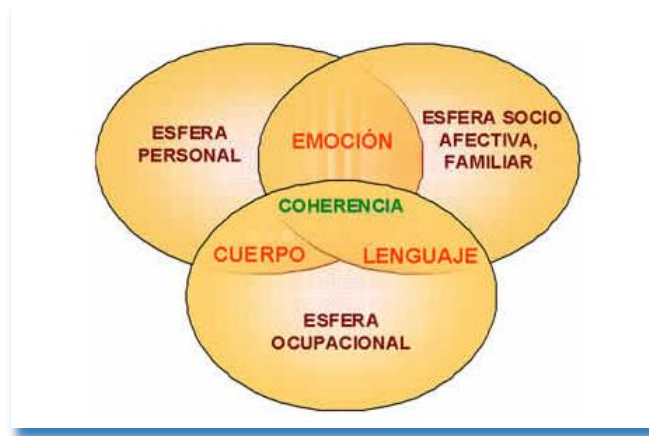 ESFERA
PERSONAL
EMOCIÓN
ESFERA SOCIO
AFECTIVA,
FAMILIAR
COHERENCIA
CUERPO
LENGUAJE
ESFERA
OCUPACIONAL